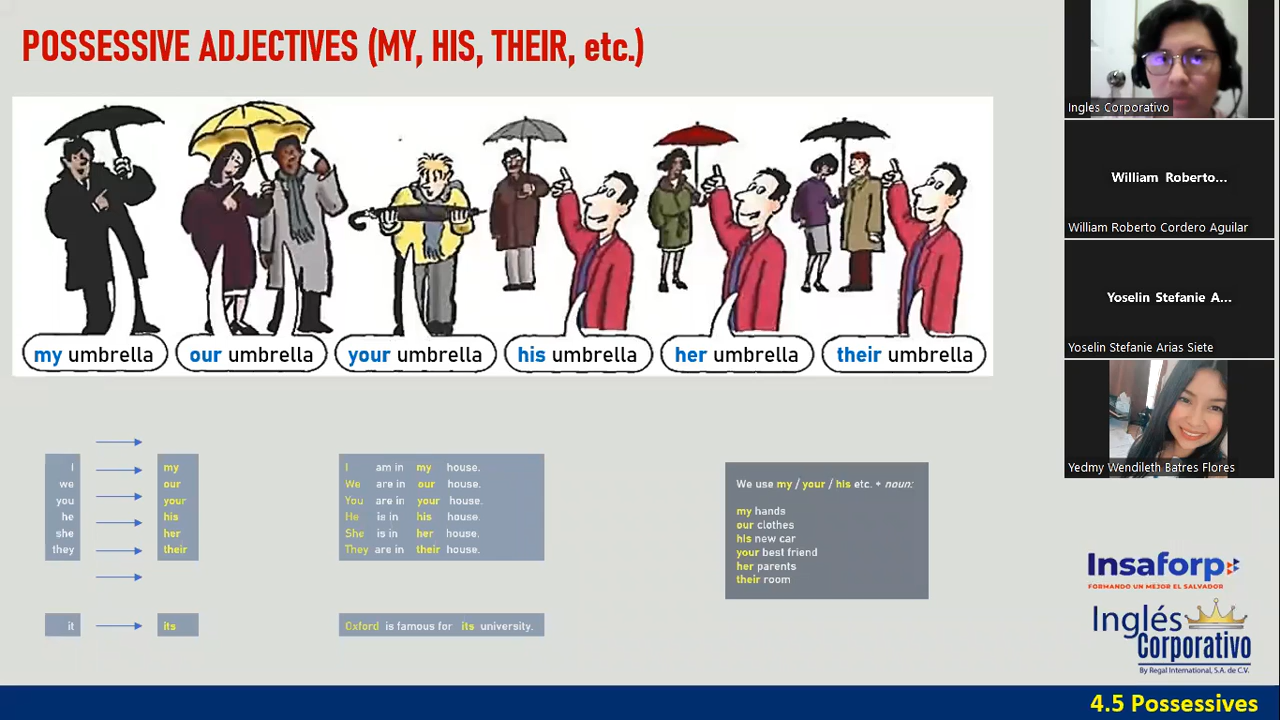 POSSESSIVE ADJECTIVES (MY, HIS, THEIR, etc.)
my umbrella
our umbrella
your umbrella
his umbrella
her umbrella
their umbrella
I my
we our
you your
he his
she her
they their
it its
I am in my house.
We are in our house.
You are in your house.
He is in his house.
She is in her house.
They are in their house.
Oxford is famous for its university.
We use my / your / his etc. + noun:
my hands
our clothes
his new car
your best friend
her parents
their room
Ingles Corporativo
William Roberto...
William Roberto Cordero Aguilar
Yoselin Stefanie A...
Yoselin Stefanie Arias Siete
Yedmy Wendileth Batres Flores
Insaforp
FORMANDO UN MEJOR EL SALVADOR
Inglés
Corporativo
By Regal International, S.A. de C.V.
4.5 Possessives